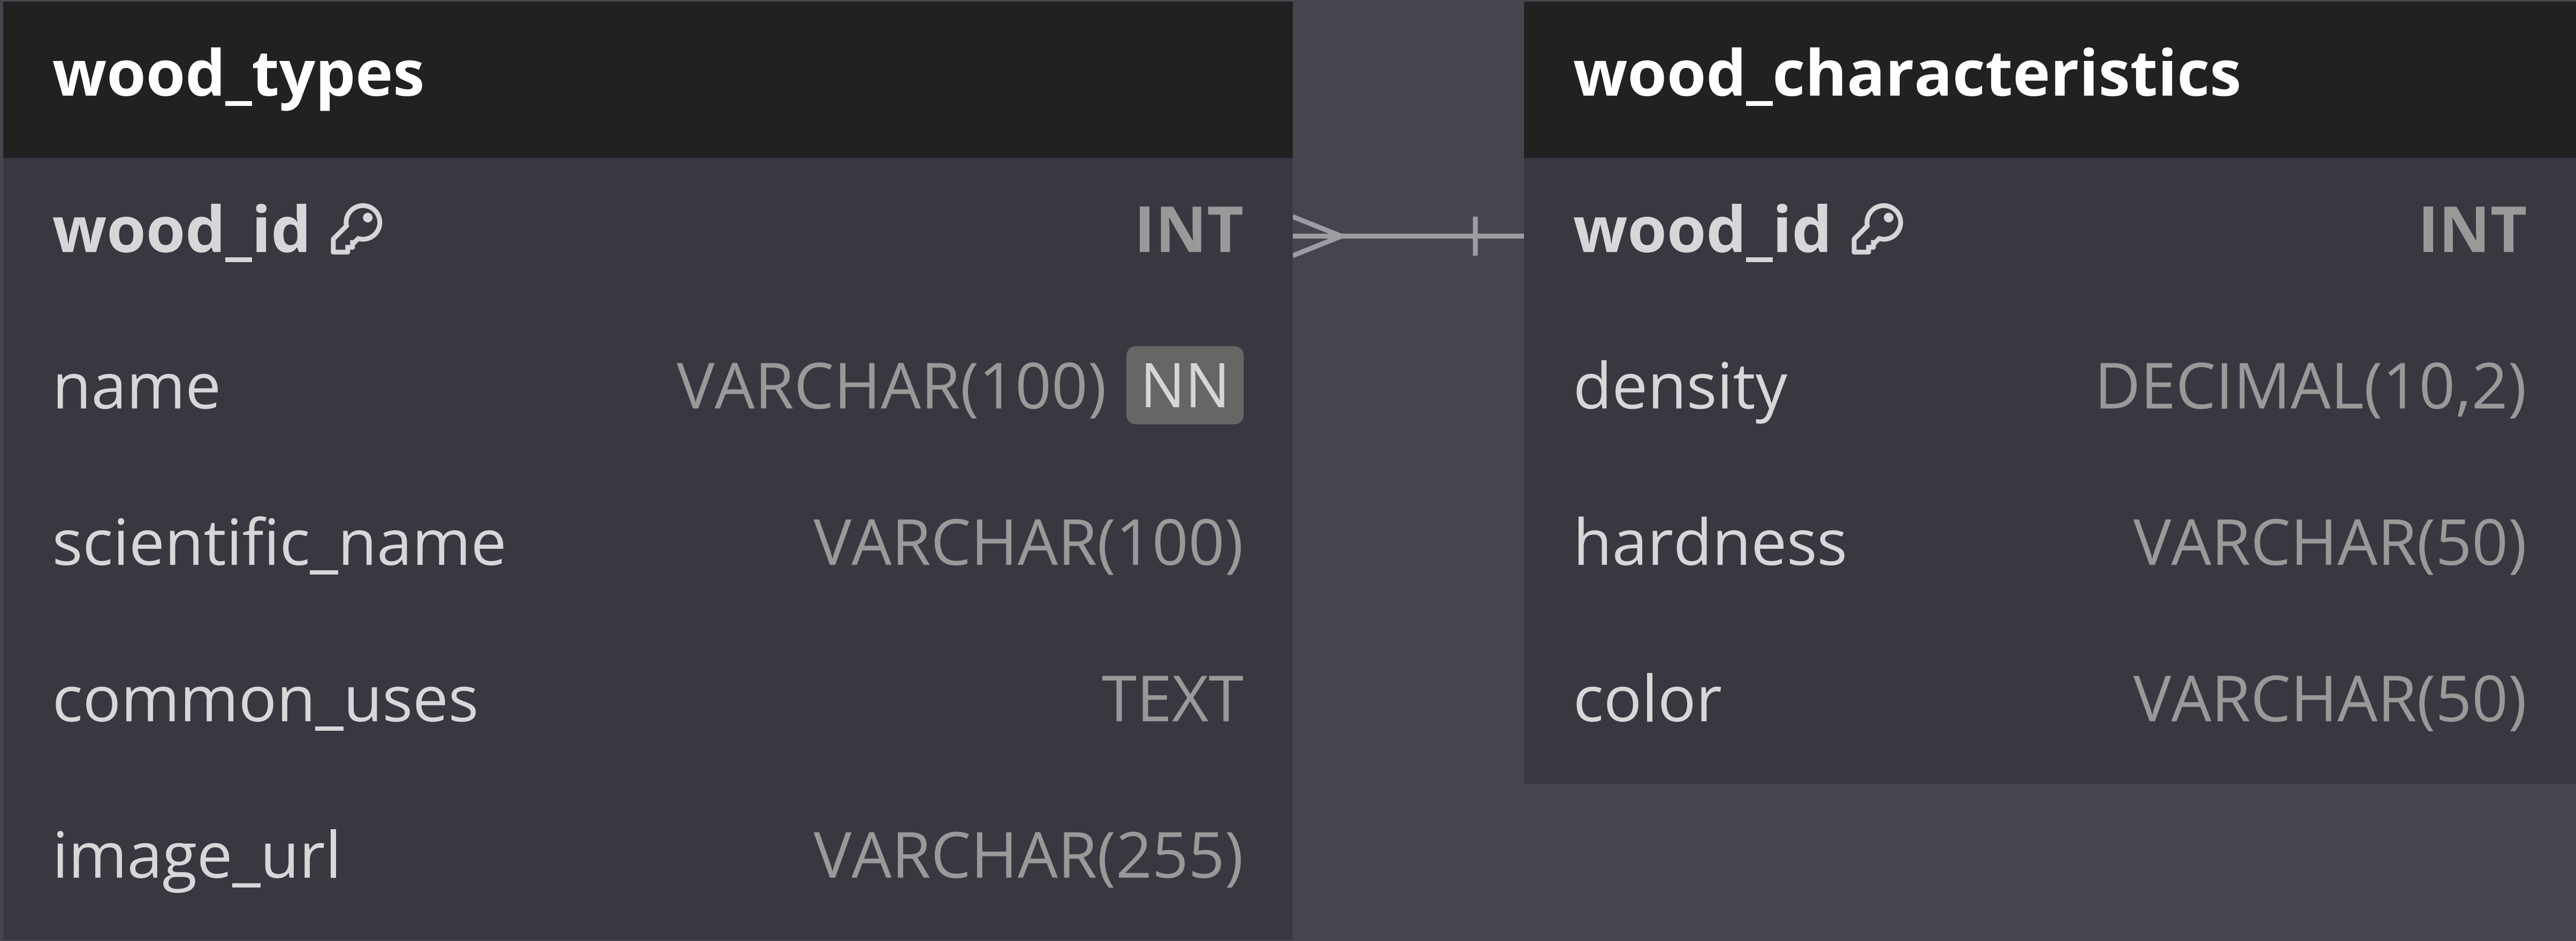 wood_types
wood_id INT
name VARCHAR(100) NN
scientific_name VARCHAR(100)
common_uses TEXT
image_url VARCHAR(255)
wood_characteristics
wood_id INT
density DECIMAL(10,2)
hardness VARCHAR(50)
color VARCHAR(50)